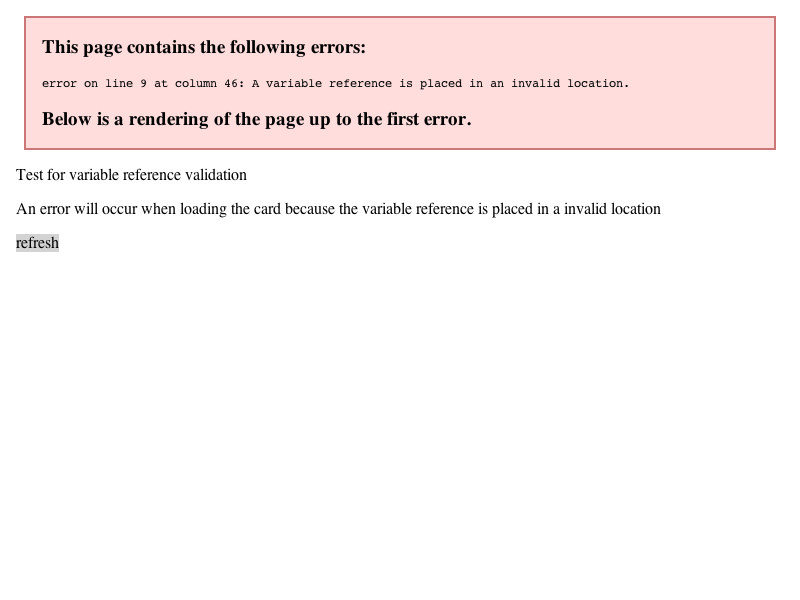 This page contains the following errors:
error on line 9 at column 46: A variable reference is placed in an invalid location.
Below is a rendering of the page up to the first error.
Test for variable reference validation
An error will occur when loading the card because the variable reference is placed in a invalid location
refresh